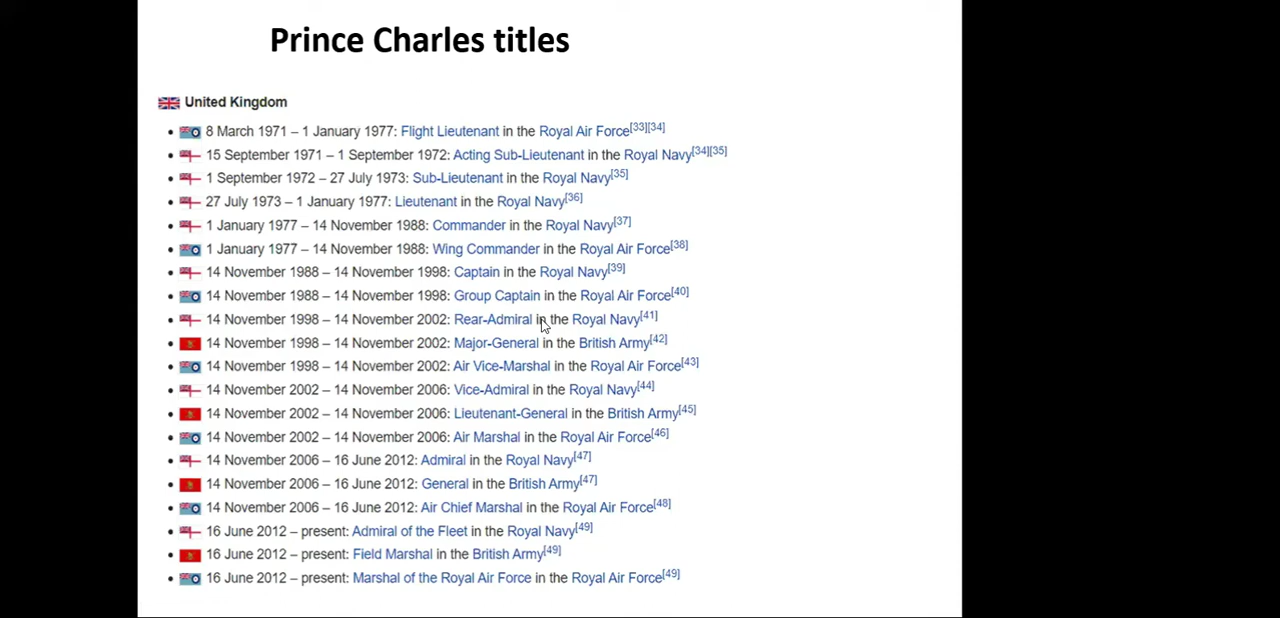 Prince Charles titles
United Kingdom
8 March 1971 – 1 January 1977: Flight Lieutenant in the Royal Air Force[33][34]
15 September 1971 – 1 September 1972: Acting Sub-Lieutenant in the Royal Navy[34][35]
1 September 1972 – 27 July 1973: Sub-Lieutenant in the Royal Navy[35]
27 July 1973 – 1 January 1977: Lieutenant in the Royal Navy[36]
1 January 1977 – 14 November 1988: Commander in the Royal Navy[37]
1 January 1977 – 14 November 1988: Wing Commander in the Royal Air Force[38]
14 November 1988 – 14 November 1998: Captain in the Royal Navy[39]
14 November 1988 – 14 November 1998: Group Captain in the Royal Air Force[40]
14 November 1998 – 14 November 2002: Rear-Admiral in the Royal Navy[41]
14 November 1998 – 14 November 2002: Major-General in the British Army[42]
14 November 1998 – 14 November 2002: Air Vice-Marshal in the Royal Air Force[43]
14 November 2002 – 14 November 2006: Vice-Admiral in the Royal Navy[44]
14 November 2002 – 14 November 2006: Lieutenant-General in the British Army[45]
14 November 2002 – 14 November 2006: Air Marshal in the Royal Air Force[46]
14 November 2006 – 16 June 2012: Admiral in the Royal Navy[47]
14 November 2006 – 16 June 2012: General in the British Army[47]
14 November 2006 – 16 June 2012: Air Chief Marshal in the Royal Air Force[48]
16 June 2012 – present: Admiral of the Fleet in the Royal Navy[49]
16 June 2012 – present: Field Marshal in the British Army[49]
16 June 2012 – present: Marshal of the Royal Air Force in the Royal Air Force[49]